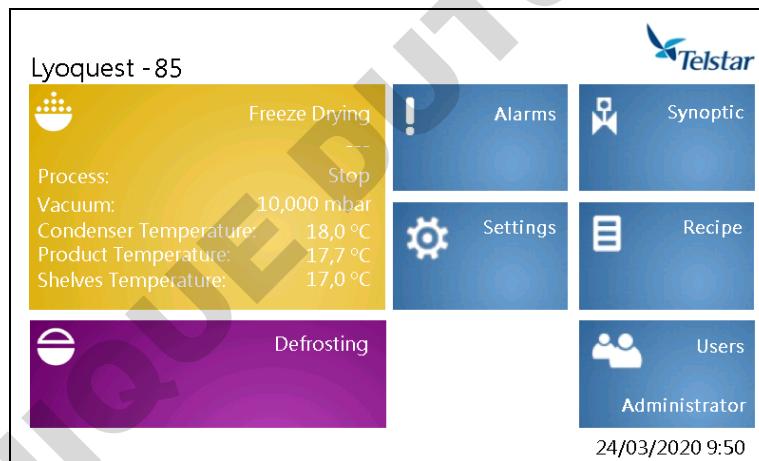 Lyoquest - 85
Telstar
Freeze Drying
---
Process: Stop
Vacuum: 10,000 mbar
Condenser Temperature: 18,0 °C
Product Temperature: 17,7 °C
Shelves Temperature: 17,0 °C
Alarms
Synoptic
Settings
Recipe
Defrosting
Users
Administrator
24/03/2020 9:50